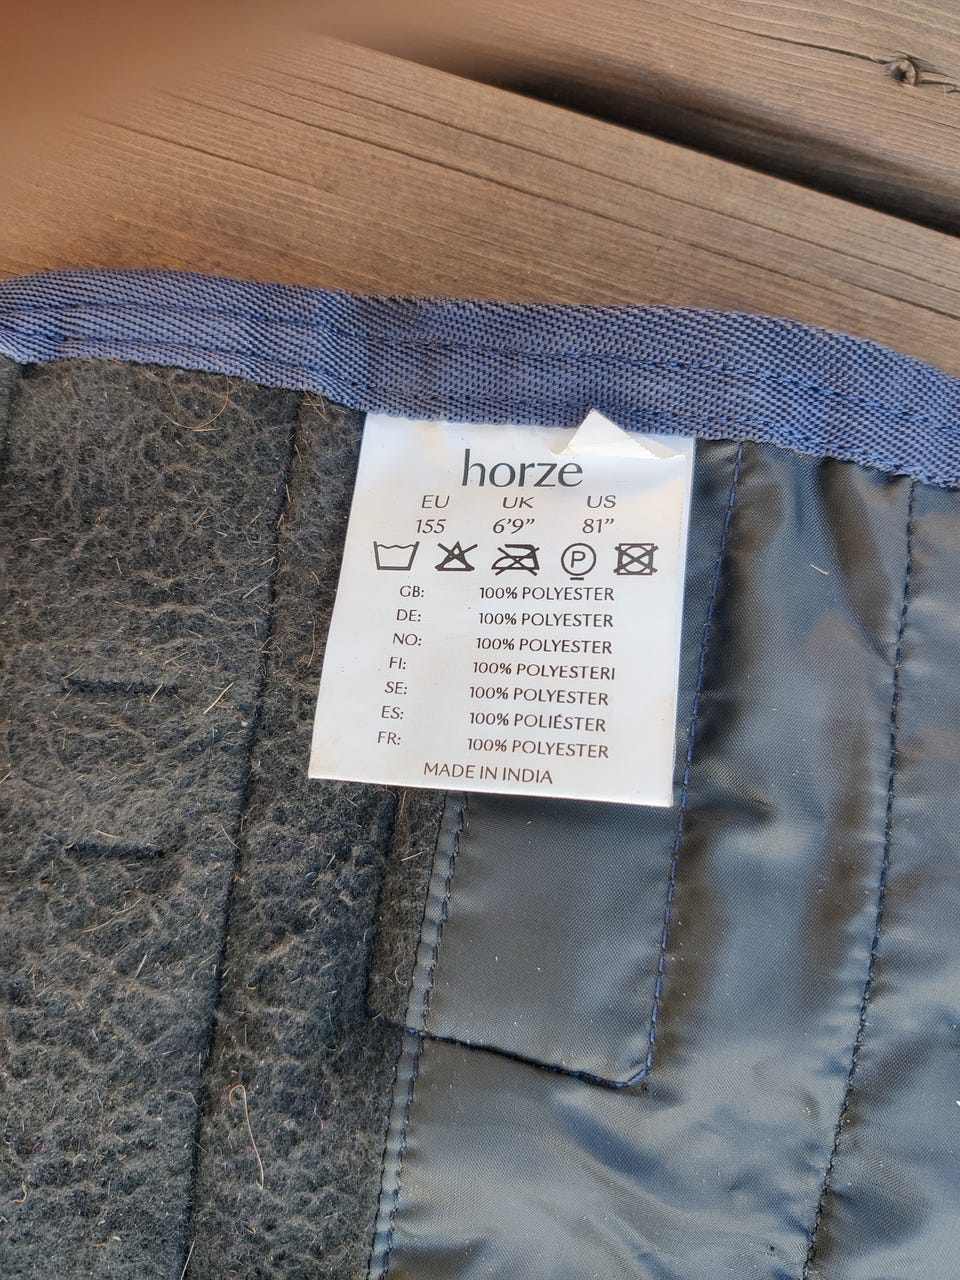 horze
EU UK US
155 6'9" 81"
P
GB: 100% POLYESTER
DE: 100% POLYESTER
NO: 100% POLYESTER
FI: 100% POLYESTERI
SE: 100% POLYESTER
ES: 100% POLIÉSTER
FR: 100% POLYESTER
MADE IN INDIA